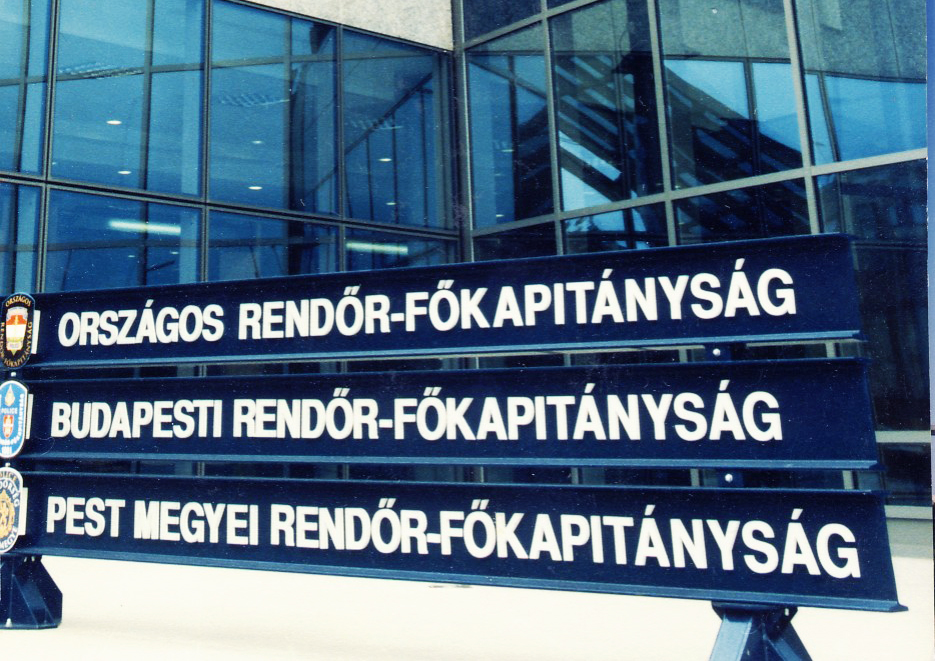 ORSZÁGOS RENDŐR-FŐKAPITÁNYSÁG
BUDAPESTI RENDŐR-FŐKAPITÁNYSÁG
PEST MEGYEI RENDŐR-FŐKAPITÁNYSÁG